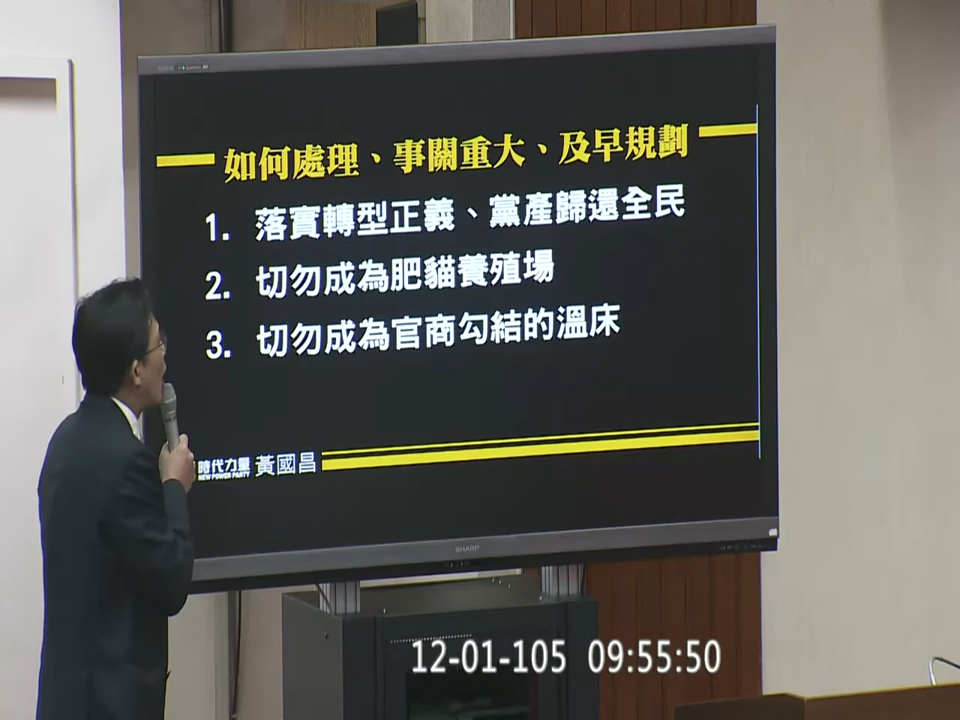 如何處理、事關重大、及早規劃
1. 落實轉型正義、黨產歸還全民
2. 切勿成為肥貓養殖場
3. 切勿成為官商勾結的溫床
時代力量 黃國昌
NEW POWER PARTY
SHARP
12-01-105 09:55:50